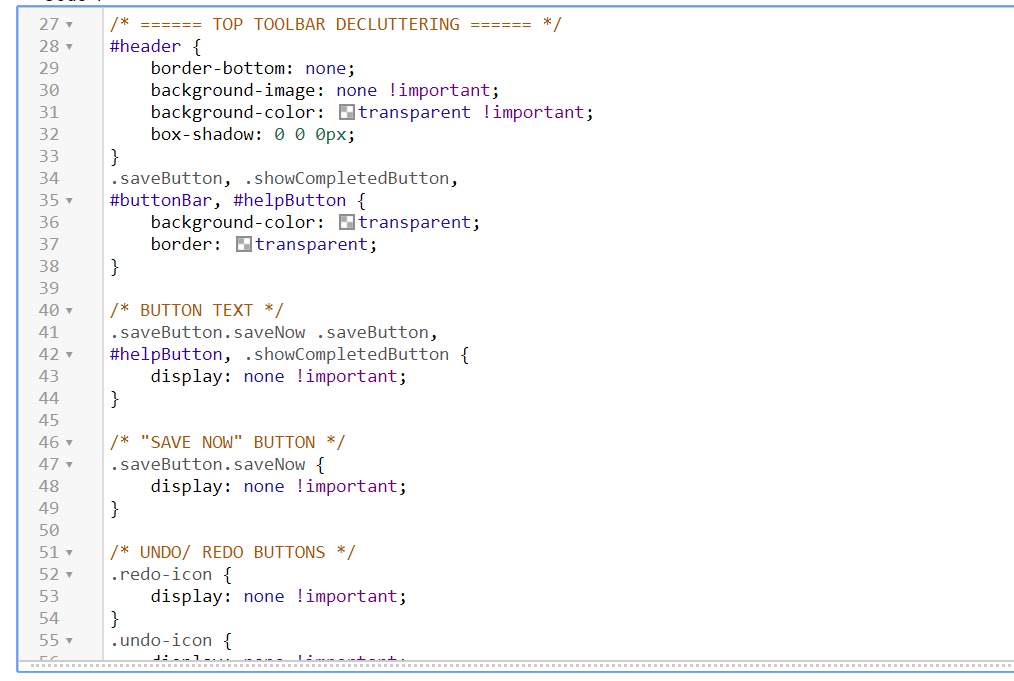 27 /* ====== TOP TOOLBAR DECLUTTERING ====== */
28 #header {
29 border-bottom: none;
30 background-image: none !important;
31 background-color: transparent !important;
32 box-shadow: 0 0 0px;
33 }
34 .saveButton, .showCompletedButton,
35 #buttonBar, #helpButton {
36 background-color: transparent;
37 border: transparent;
38 }
39
40 /* BUTTON TEXT */
41 .saveButton.saveNow .saveButton,
42 #helpButton, .showCompletedButton {
43 display: none !important;
44 }
45
46 /* "SAVE NOW" BUTTON */
47 .saveButton.saveNow {
48 display: none !important;
49 }
50
51 /* UNDO/ REDO BUTTONS */
52 .redo-icon {
53 display: none !important;
54 }
55 .undo-icon {